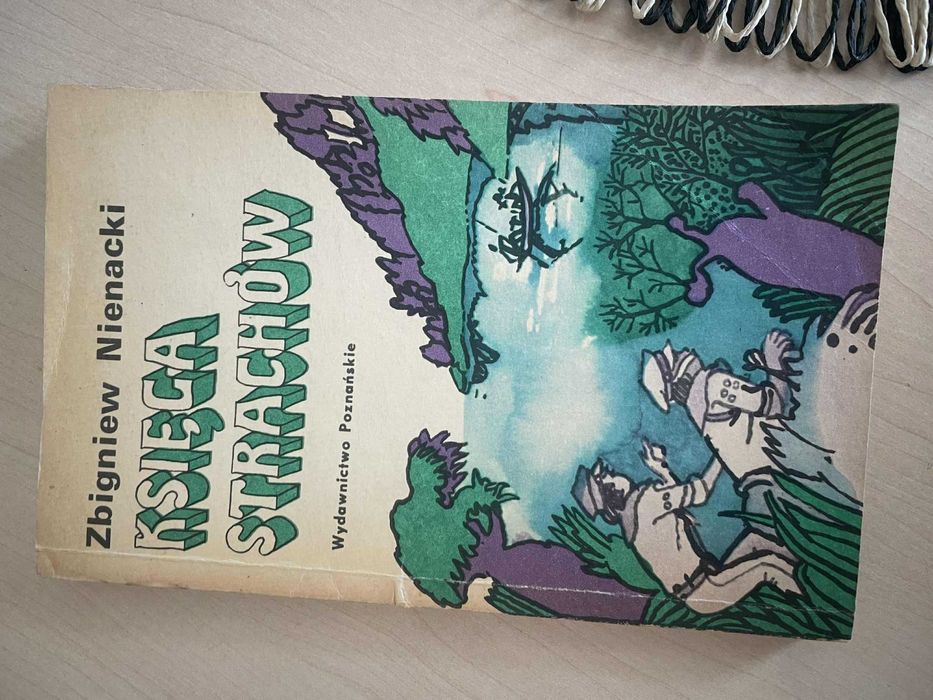 Zbigniew Nienacki
KSIĘGA
STRACHÓW
Wydawnictwo Poznańskie